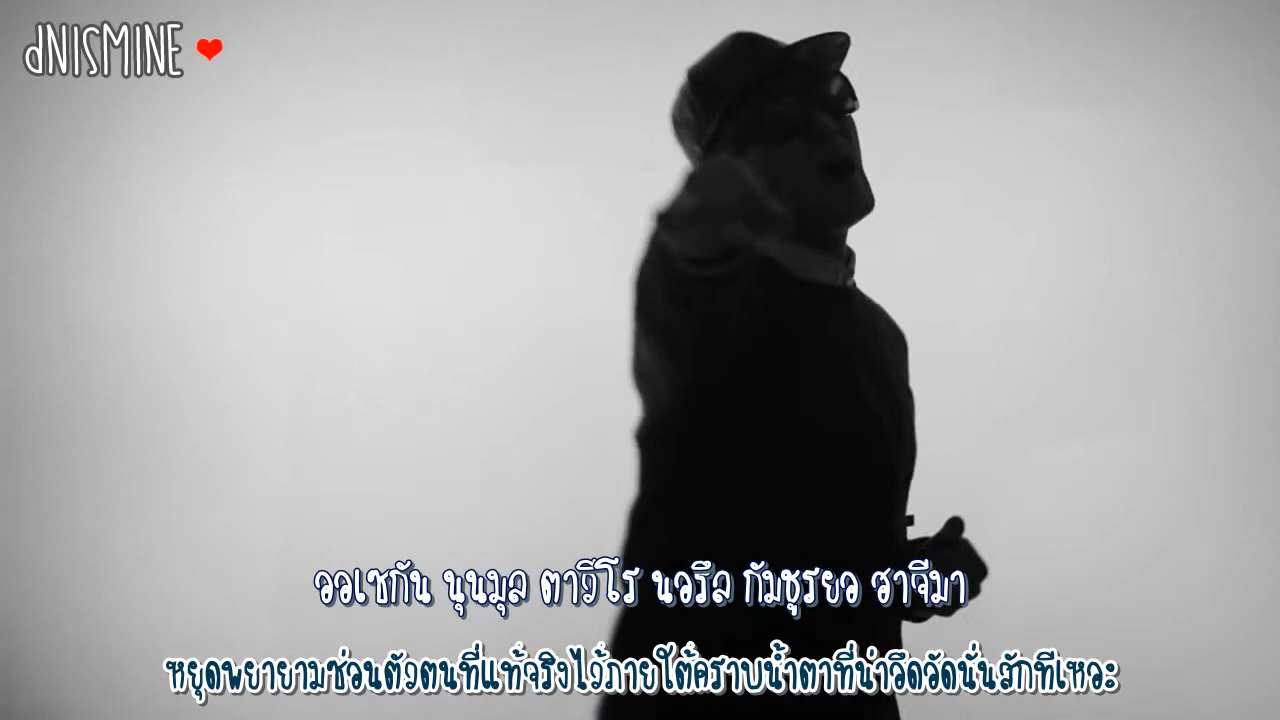 dNISMINE
ออเซกัน นุนมุล ตาวีโร นอรึล กัมชูรยอ ฮาจีมา
หยุดพยายามซ่อนตัวตนที่แท้จริงไว้ภายใต้คราบน้ำตาที่น่าอึดอัดนั่นสักทีเหอะ